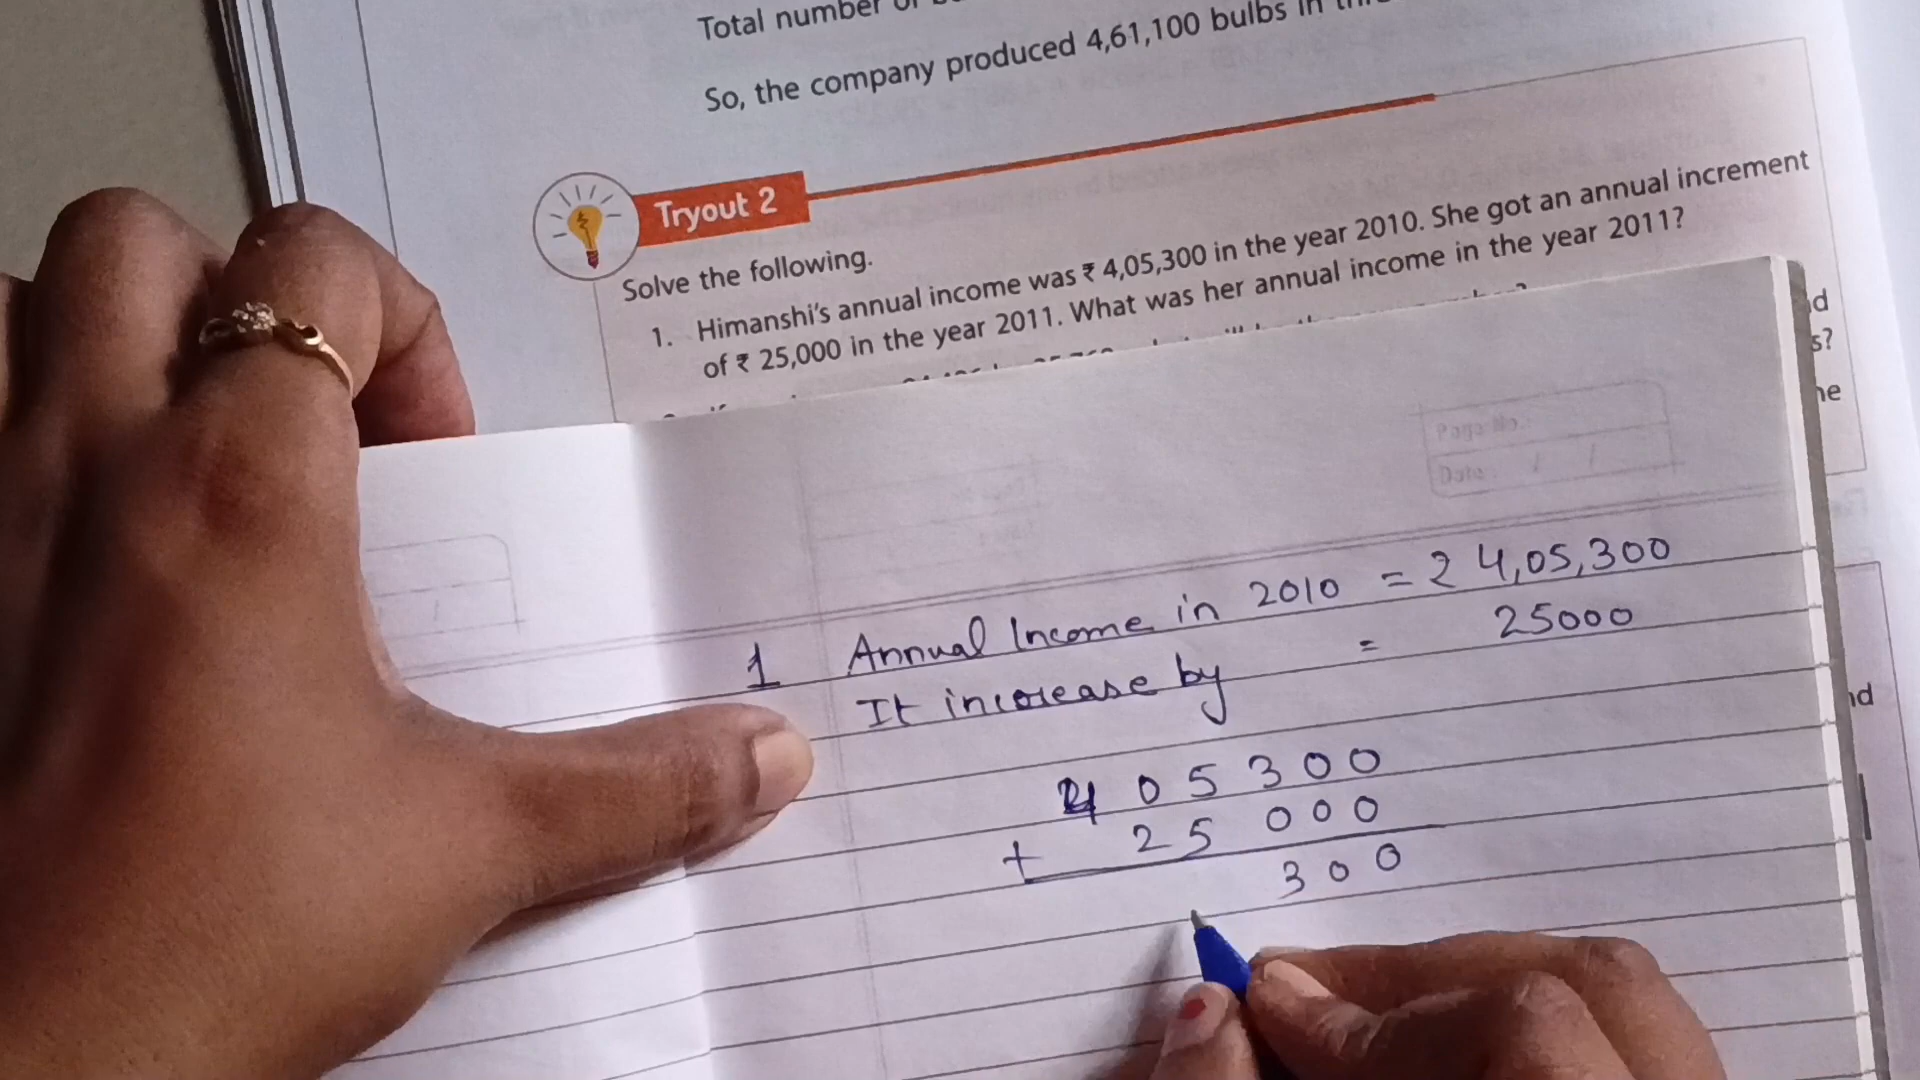 Total number of
So, the company produced 4,61,100 bulbs in
Tryout 2
Solve the following.
1. Himanshi's annual income was ₹ 4,05,300 in the year 2010. She got an annual increment
of ₹ 25,000 in the year 2011. What was her annual income in the year 2011?
Page No.
Date / /
1 Annual Income in 2010 = ₹ 4,05,300
It increase by = 25000
4 0 5 3 0 0
+ 2 5 0 0 0
3 0 0